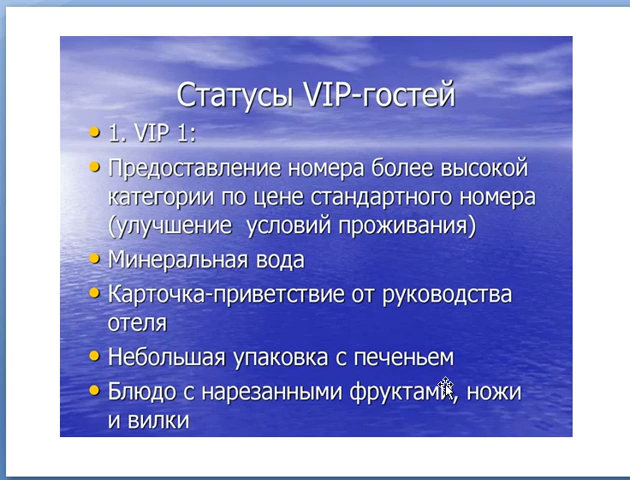 Статусы VIP-гостей
1. VIP 1:
Предоставление номера более высокой
категории по цене стандартного номера
(улучшение условий проживания)
Минеральная вода
Карточка-приветствие от руководства
отеля
Небольшая упаковка с печеньем
Блюдо с нарезанными фруктами, ножи
и вилки